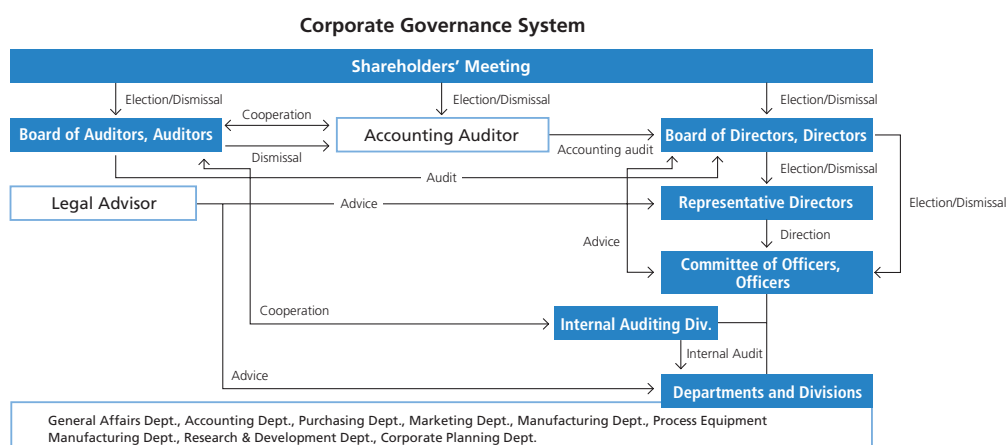 Corporate Governance System
Shareholders’ Meeting
Election/Dismissal
Election/Dismissal
Election/Dismissal
Cooperation
Board of Auditors, Auditors
Accounting Auditor
Board of Directors, Directors
Dismissal
Accounting audit
Audit
Election/Dismissal
Legal Advisor
Advice
Representative Directors
Election/Dismissal
Advice
Direction
Committee of Officers,
Officers
Cooperation
Internal Auditing Div.
Internal Audit
Advice
Departments and Divisions
General Affairs Dept., Accounting Dept., Purchasing Dept., Marketing Dept., Manufacturing Dept., Process Equipment
Manufacturing Dept., Research & Development Dept., Corporate Planning Dept.